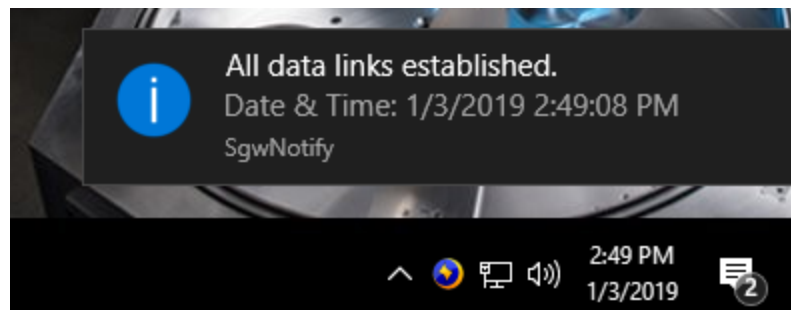 All data links established.
Date & Time: 1/3/2019 2:49:08 PM
SgwNotify
2:49 PM
1/3/2019
2